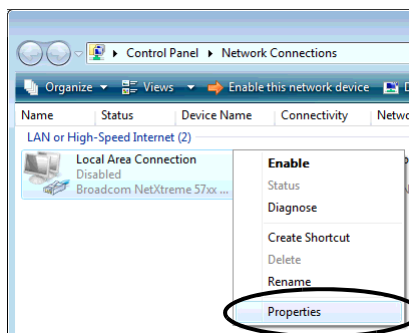 Control Panel Network Connections
Organize Views Enable this network device
Name Status Device Name Connectivity Netwo
LAN or High-Speed Internet (2)
Local Area Connection
Disabled
Broadcom NetXtreme 57xx ...
Enable
Status
Diagnose
Create Shortcut
Delete
Rename
Properties